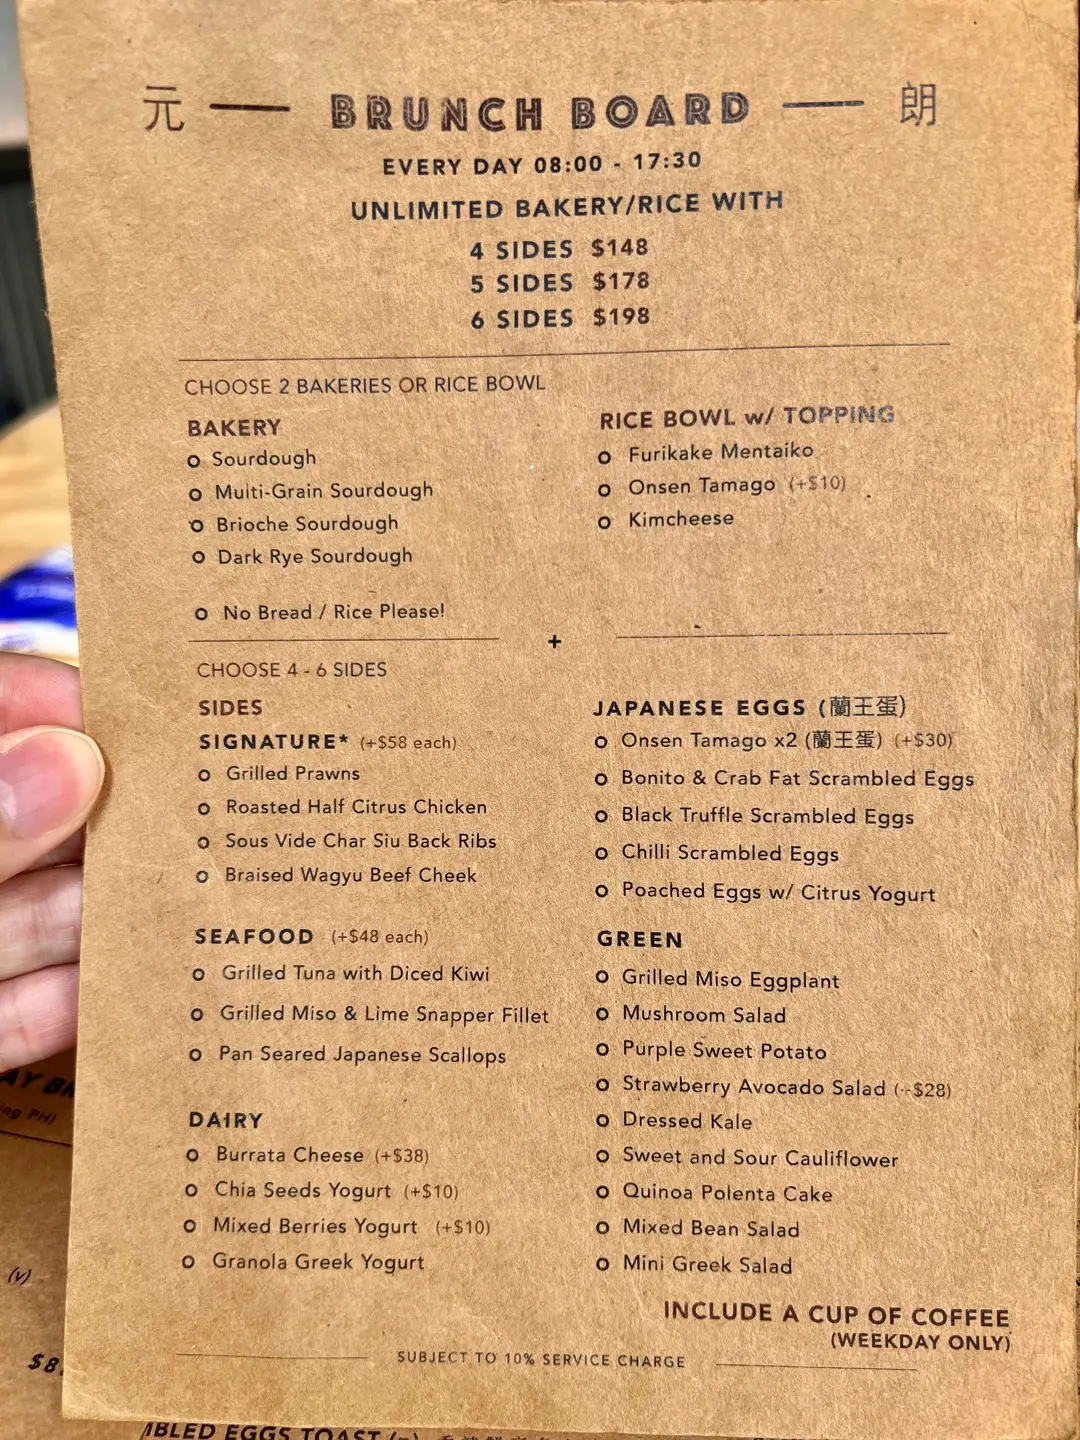 元 — BRUNCH BOARD — 朗
EVERY DAY 08:00 - 17:30
UNLIMITED BAKERY/RICE WITH
4 SIDES $148
5 SIDES $178
6 SIDES $198
CHOOSE 2 BAKERIES OR RICE BOWL
BAKERY
Sourdough
Multi-Grain Sourdough
Brioche Sourdough
Dark Rye Sourdough
No Bread / Rice Please!
RICE BOWL w/ TOPPING
Furikake Mentaiko
Onsen Tamago (+$10)
Kimcheese
+
CHOOSE 4 - 6 SIDES
SIDES
SIGNATURE* (+$58 each)
Grilled Prawns
Roasted Half Citrus Chicken
Sous Vide Char Siu Back Ribs
Braised Wagyu Beef Cheek
SEAFOOD (+$48 each)
Grilled Tuna with Diced Kiwi
Grilled Miso & Lime Snapper Fillet
Pan Seared Japanese Scallops
DAIRY
Burrata Cheese (+$38)
Chia Seeds Yogurt (+$10)
Mixed Berries Yogurt (+$10)
Granola Greek Yogurt
JAPANESE EGGS (蘭王蛋)
Onsen Tamago x2 (蘭王蛋) (+$30)
Bonito & Crab Fat Scrambled Eggs
Black Truffle Scrambled Eggs
Chilli Scrambled Eggs
Poached Eggs w/ Citrus Yogurt
GREEN
Grilled Miso Eggplant
Mushroom Salad
Purple Sweet Potato
Strawberry Avocado Salad (+$28)
Dressed Kale
Sweet and Sour Cauliflower
Quinoa Polenta Cake
Mixed Bean Salad
Mini Greek Salad
INCLUDE A CUP OF COFFEE
(WEEKDAY ONLY)
SUBJECT TO 10% SERVICE CHARGE
PH)
(v)
$8
EGGS TOAST